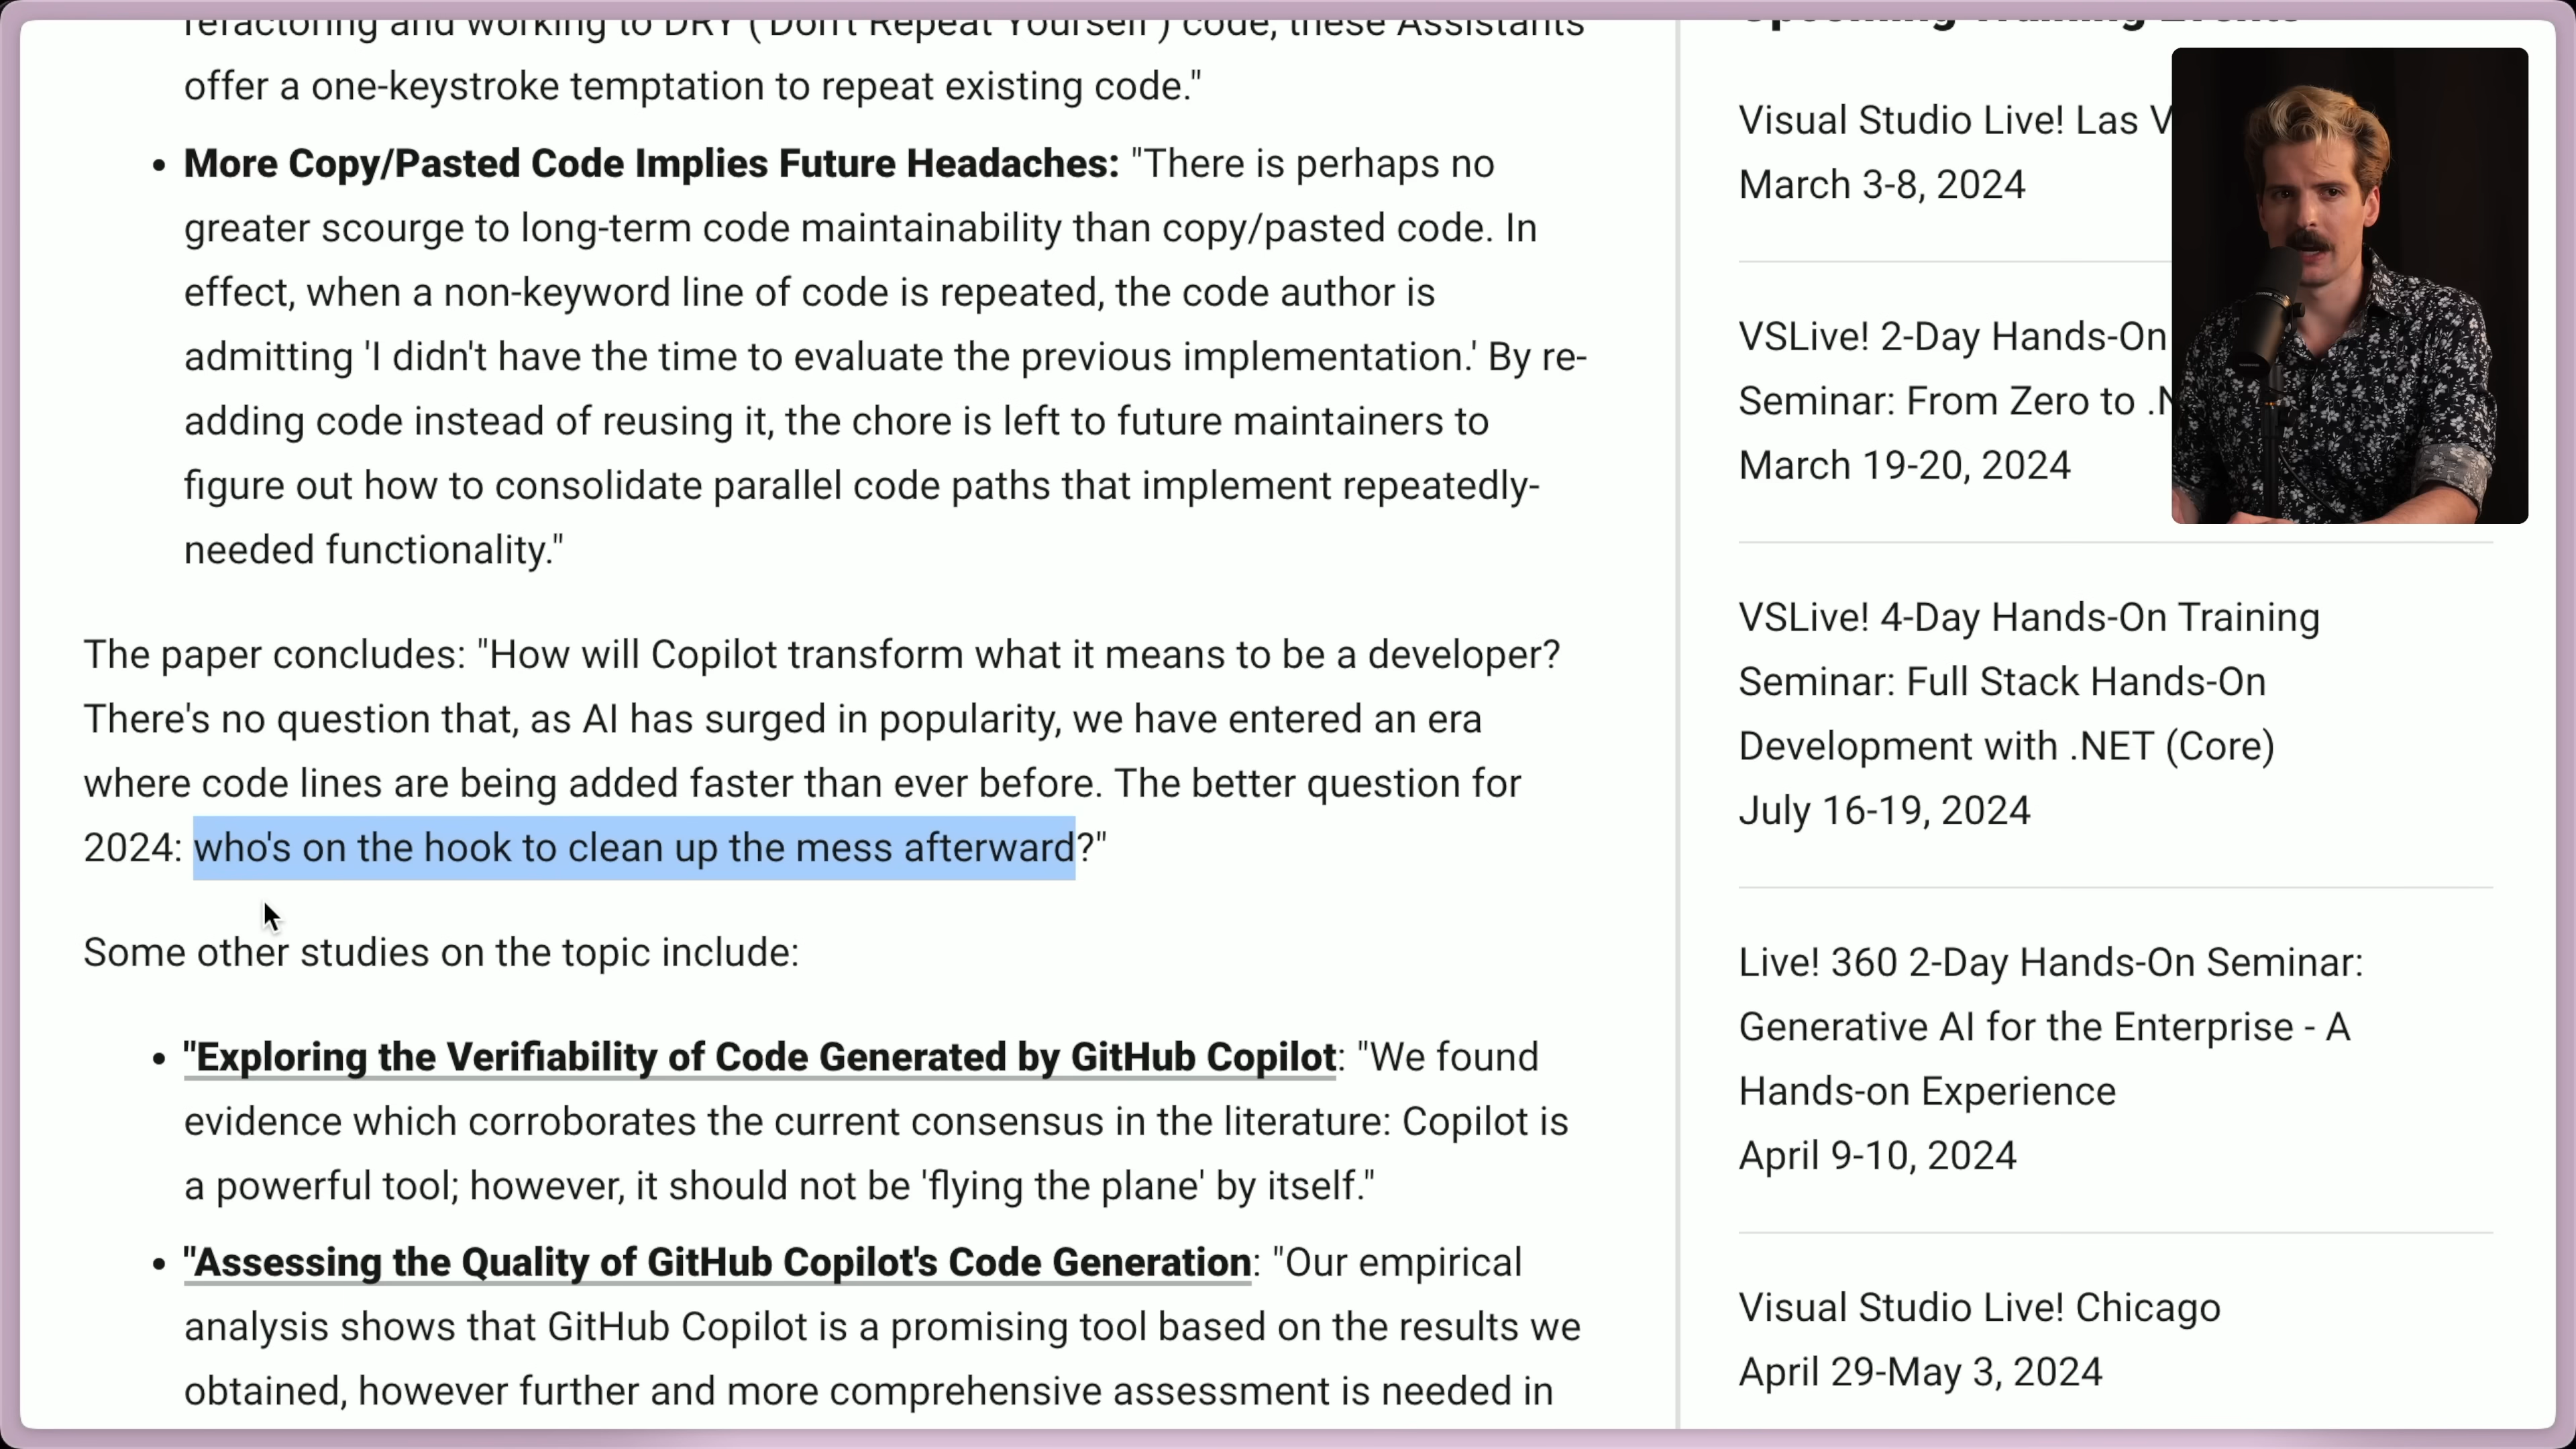 refactoring and working to DRY ('Don't Repeat Yourself') code, these Assistants
offer a one-keystroke temptation to repeat existing code."
• More Copy/Pasted Code Implies Future Headaches: "There is perhaps no
greater scourge to long-term code maintainability than copy/pasted code. In
effect, when a non-keyword line of code is repeated, the code author is
admitting 'I didn't have the time to evaluate the previous implementation.' By re-
adding code instead of reusing it, the chore is left to future maintainers to
figure out how to consolidate parallel code paths that implement repeatedly-
needed functionality."
The paper concludes: "How will Copilot transform what it means to be a developer?
There's no question that, as AI has surged in popularity, we have entered an era
where code lines are being added faster than ever before. The better question for
2024: who's on the hook to clean up the mess afterward?"
Some other studies on the topic include:
• "Exploring the Verifiability of Code Generated by GitHub Copilot: "We found
evidence which corroborates the current consensus in the literature: Copilot is
a powerful tool; however, it should not be 'flying the plane' by itself."
• "Assessing the Quality of GitHub Copilot's Code Generation: "Our empirical
analysis shows that GitHub Copilot is a promising tool based on the results we
obtained, however further and more comprehensive assessment is needed in
Upcoming Training Events
Visual Studio Live! Las
March 3-8, 2024
VSLive! 2-Day Hands-On
Seminar: From Zero to
March 19-20, 2024
VSLive! 4-Day Hands-On Training
Seminar: Full Stack Hands-On
Development with .NET (Core)
July 16-19, 2024
Live! 360 2-Day Hands-On Seminar:
Generative AI for the Enterprise - A
Hands-on Experience
April 9-10, 2024
Visual Studio Live! Chicago
April 29-May 3, 2024